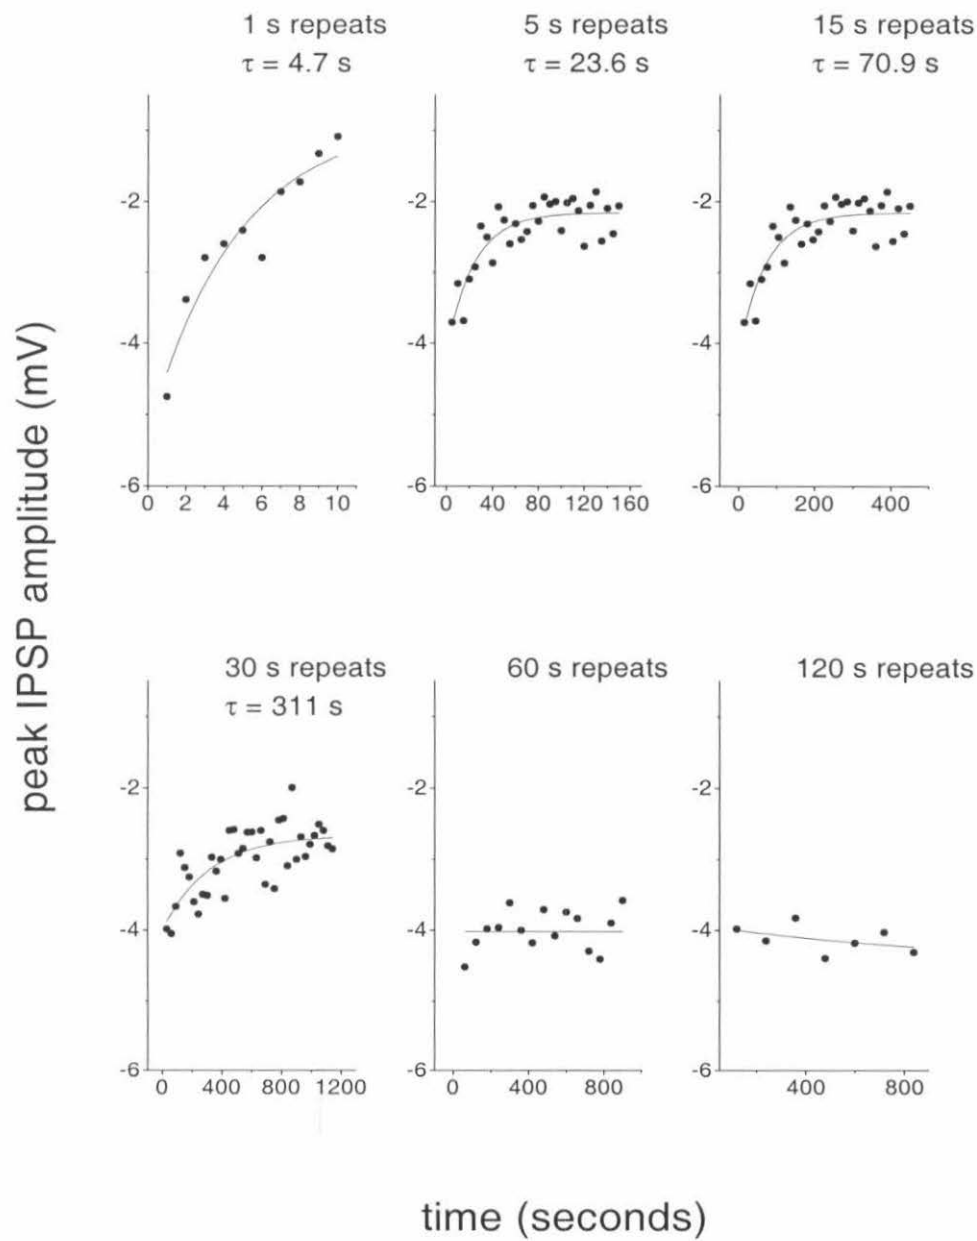 1 s repeats
τ = 4.7 s
5 s repeats
τ = 23.6 s
15 s repeats
τ = 70.9 s
-2
-4
-6
0 2 4 6 8 10
-2
-4
-6
0 40 80 120 160
-2
-4
-6
0 200 400
peak IPSP amplitude (mV)
30 s repeats
τ = 311 s
60 s repeats
120 s repeats
-2
-4
-6
0 400 800 1200
-2
-4
-6
0 400 800
-2
-4
-6
400 800
time (seconds)